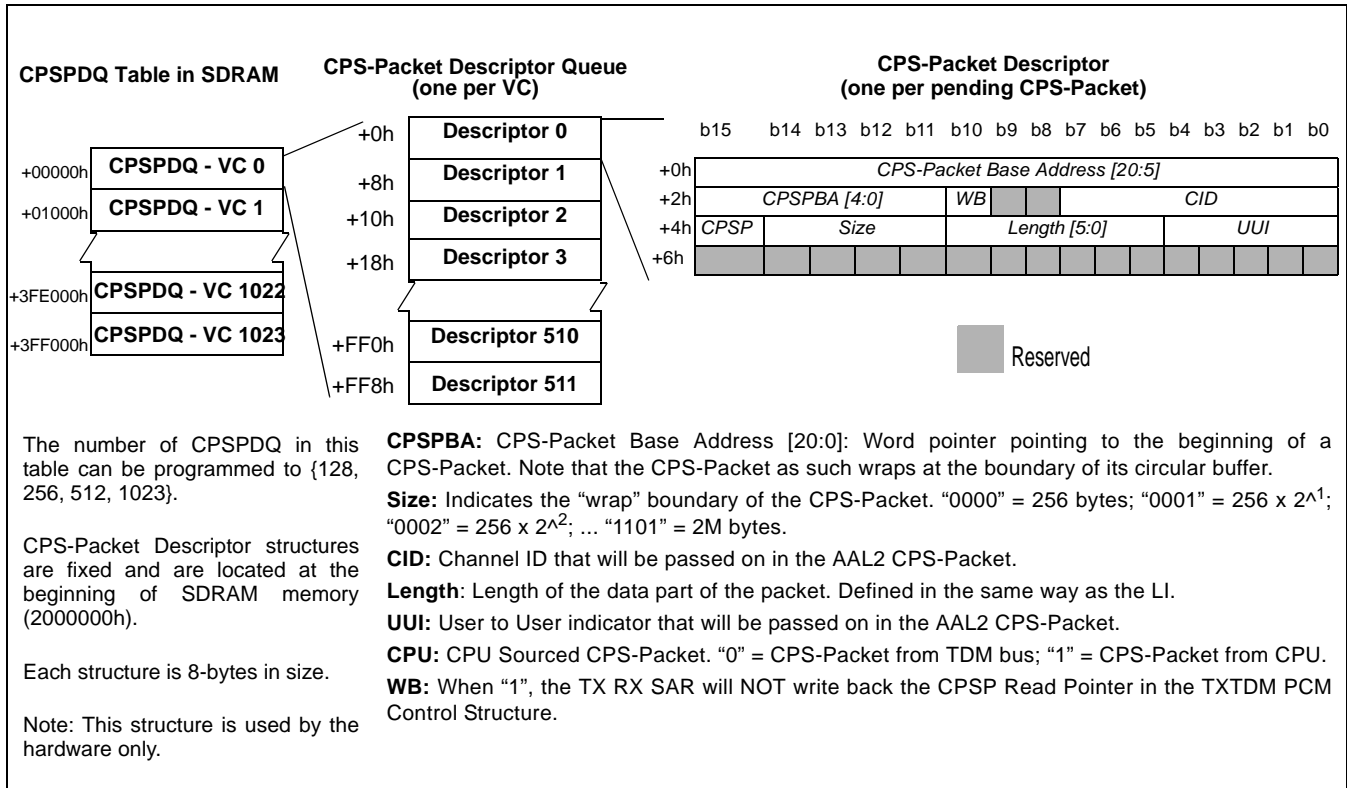 CPSPDQ Table in SDRAM
+00000h CPSPDQ - VC 0
+01000h CPSPDQ - VC 1
+3FE000h CPSPDQ - VC 1022
+3FF000h CPSPDQ - VC 1023
CPS-Packet Descriptor Queue
(one per VC)
+0h Descriptor 0
+8h Descriptor 1
+10h Descriptor 2
+18h Descriptor 3
+FF0h Descriptor 510
+FF8h Descriptor 511
CPS-Packet Descriptor
(one per pending CPS-Packet)
b15 b14 b13 b12 b11 b10 b9 b8 b7 b6 b5 b4 b3 b2 b1 b0
+0h CPS-Packet Base Address [20:5]
+2h CPSPBA [4:0] WB CID
+4h CPSP Size Length [5:0] UUI
+6h
Reserved
The number of CPSPDQ in this
table can be programmed to {128,
256, 512, 1023}.
CPS-Packet Descriptor structures
are fixed and are located at the
beginning of SDRAM memory
(2000000h).
Each structure is 8-bytes in size.
Note: This structure is used by the
hardware only.
CPSPBA: CPS-Packet Base Address [20:0]: Word pointer pointing to the beginning of a
CPS-Packet. Note that the CPS-Packet as such wraps at the boundary of its circular buffer.
Size: Indicates the “wrap” boundary of the CPS-Packet. “0000” = 256 bytes; “0001” = 256 x 2^1;
“0002” = 256 x 2^2; ... “1101” = 2M bytes.
CID: Channel ID that will be passed on in the AAL2 CPS-Packet.
Length: Length of the data part of the packet. Defined in the same way as the LI.
UUI: User to User indicator that will be passed on in the AAL2 CPS-Packet.
CPU: CPU Sourced CPS-Packet. “0” = CPS-Packet from TDM bus; “1” = CPS-Packet from CPU.
WB: When “1”, the TX RX SAR will NOT write back the CPSP Read Pointer in the TXTDM PCM
Control Structure.